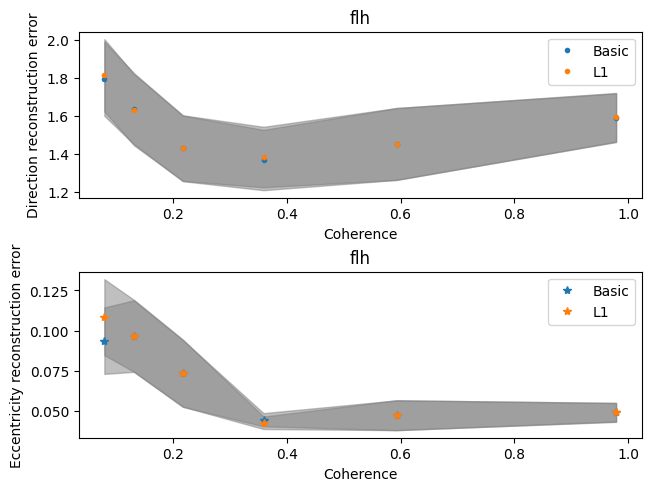 flh
Direction reconstruction error
2.0
1.8
1.6
1.4
1.2
Basic
L1
0.2
0.4
0.6
0.8
1.0
Coherence
flh
Eccentricity reconstruction error
0.125
0.100
0.075
0.050
Basic
L1
0.2
0.4
0.6
0.8
1.0
Coherence